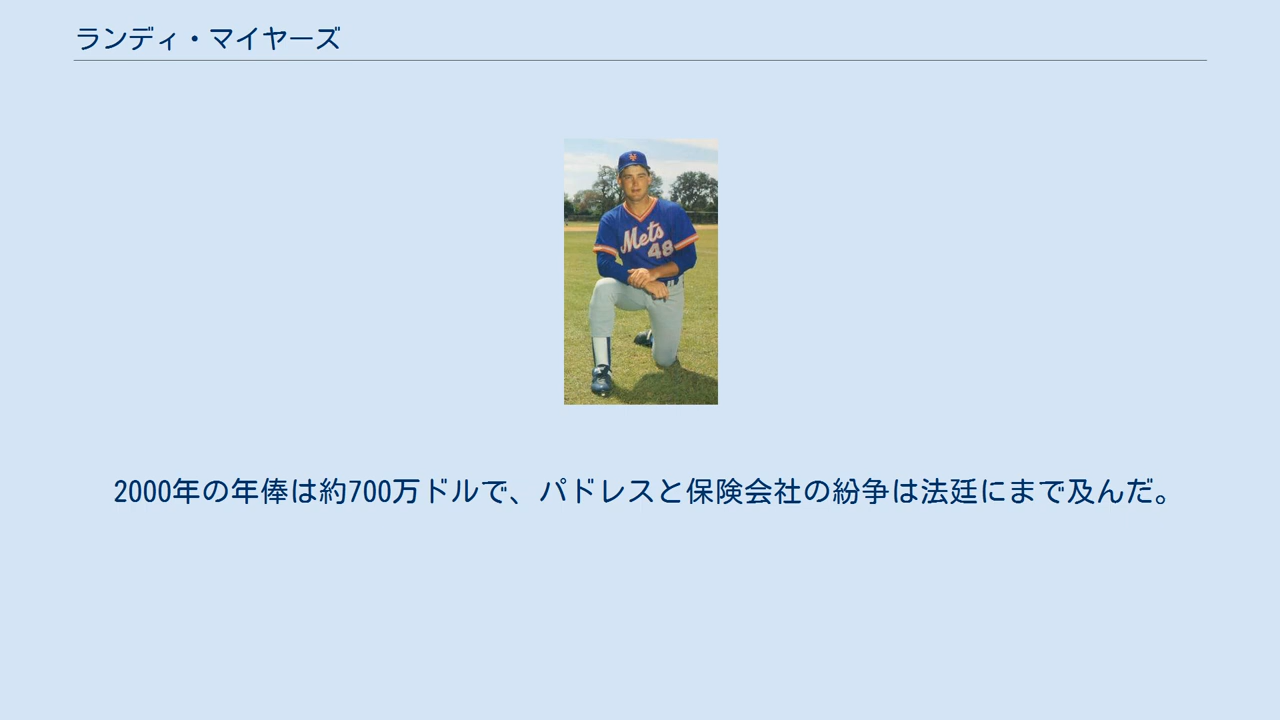 ランディ・マイヤーズ
Mets
48
2000年の年俸は約700万ドルで、パドレスと保険会社の紛争は法廷にまで及んだ。